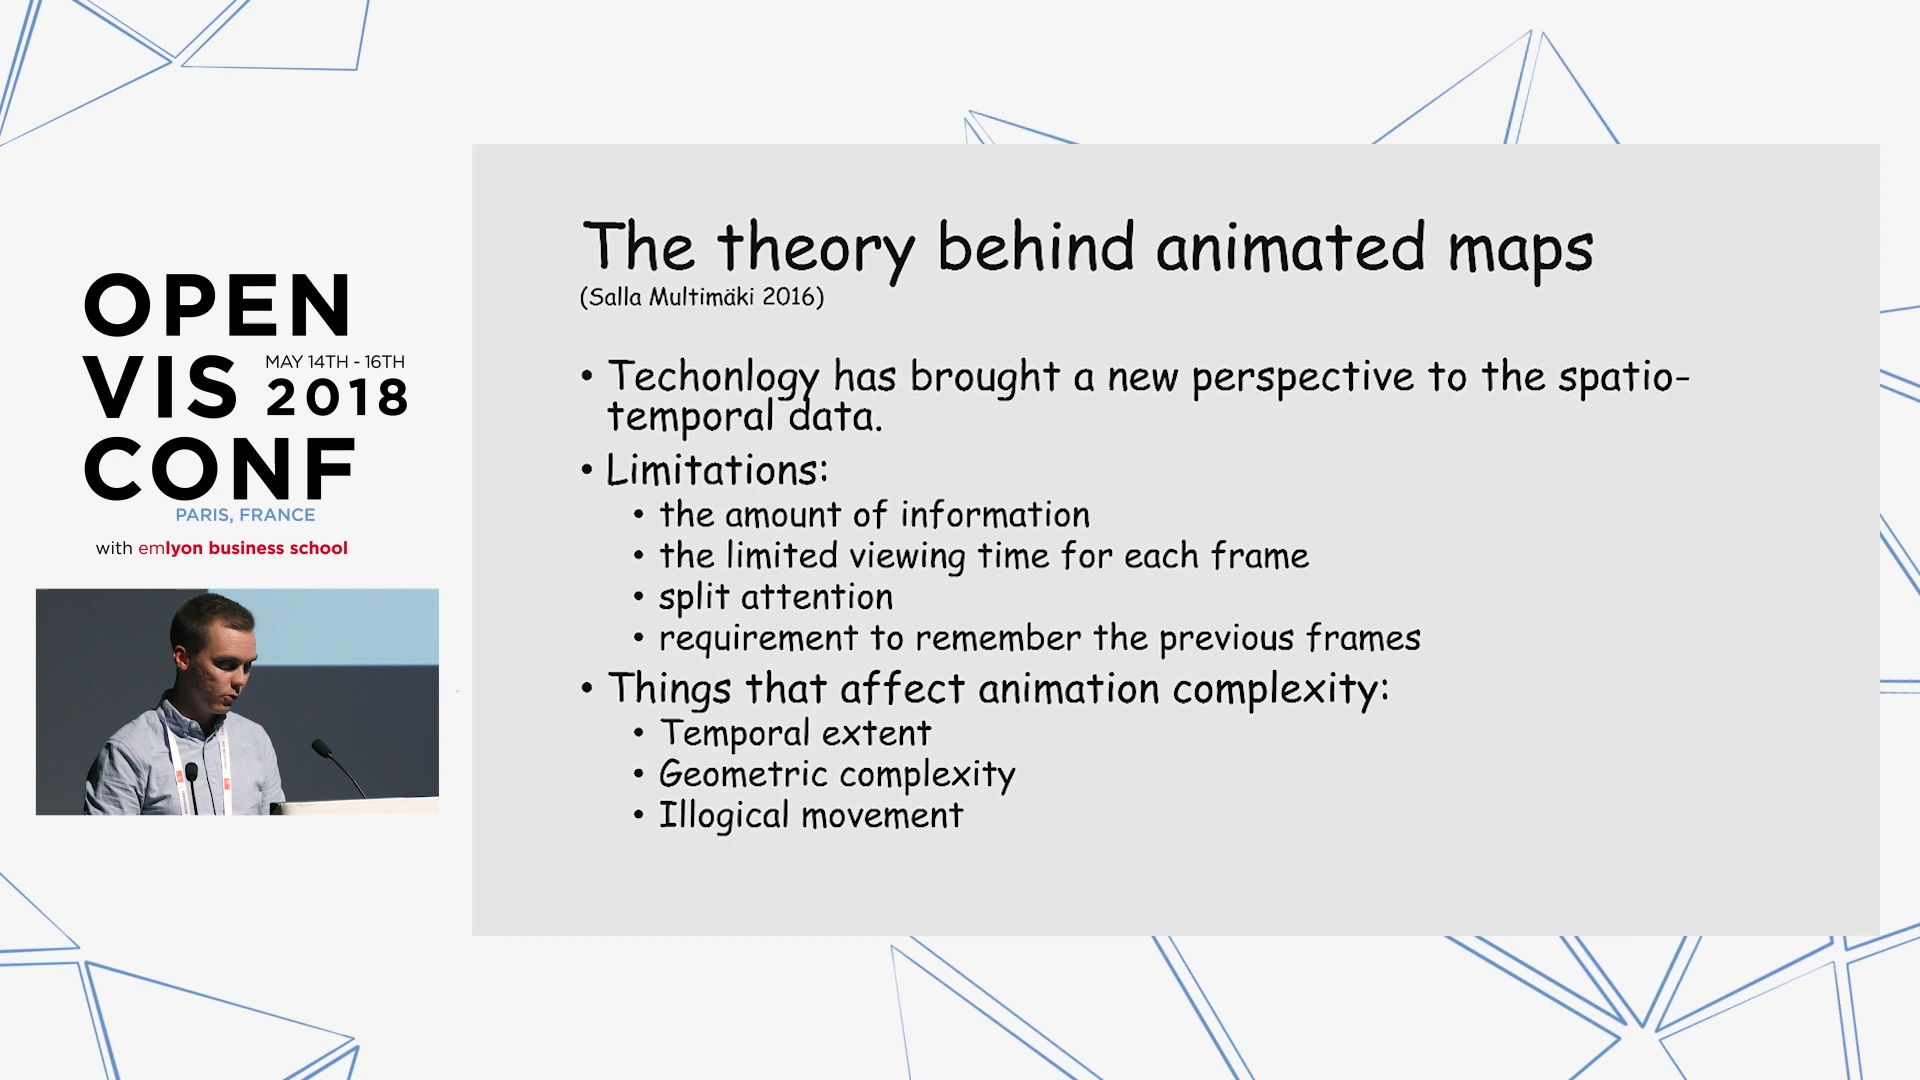 OPEN
VIS
MAY 14TH - 16TH
2018
CONF
PARIS, FRANCE
with emlyon business school
The theory behind animated maps
(Salla Multimäki 2016)
• Techonlogy has brought a new perspective to the spatio-
temporal data.
• Limitations:
• the amount of information
• the limited viewing time for each frame
• split attention
• requirement to remember the previous frames
• Things that affect animation complexity:
• Temporal extent
• Geometric complexity
• Illogical movement